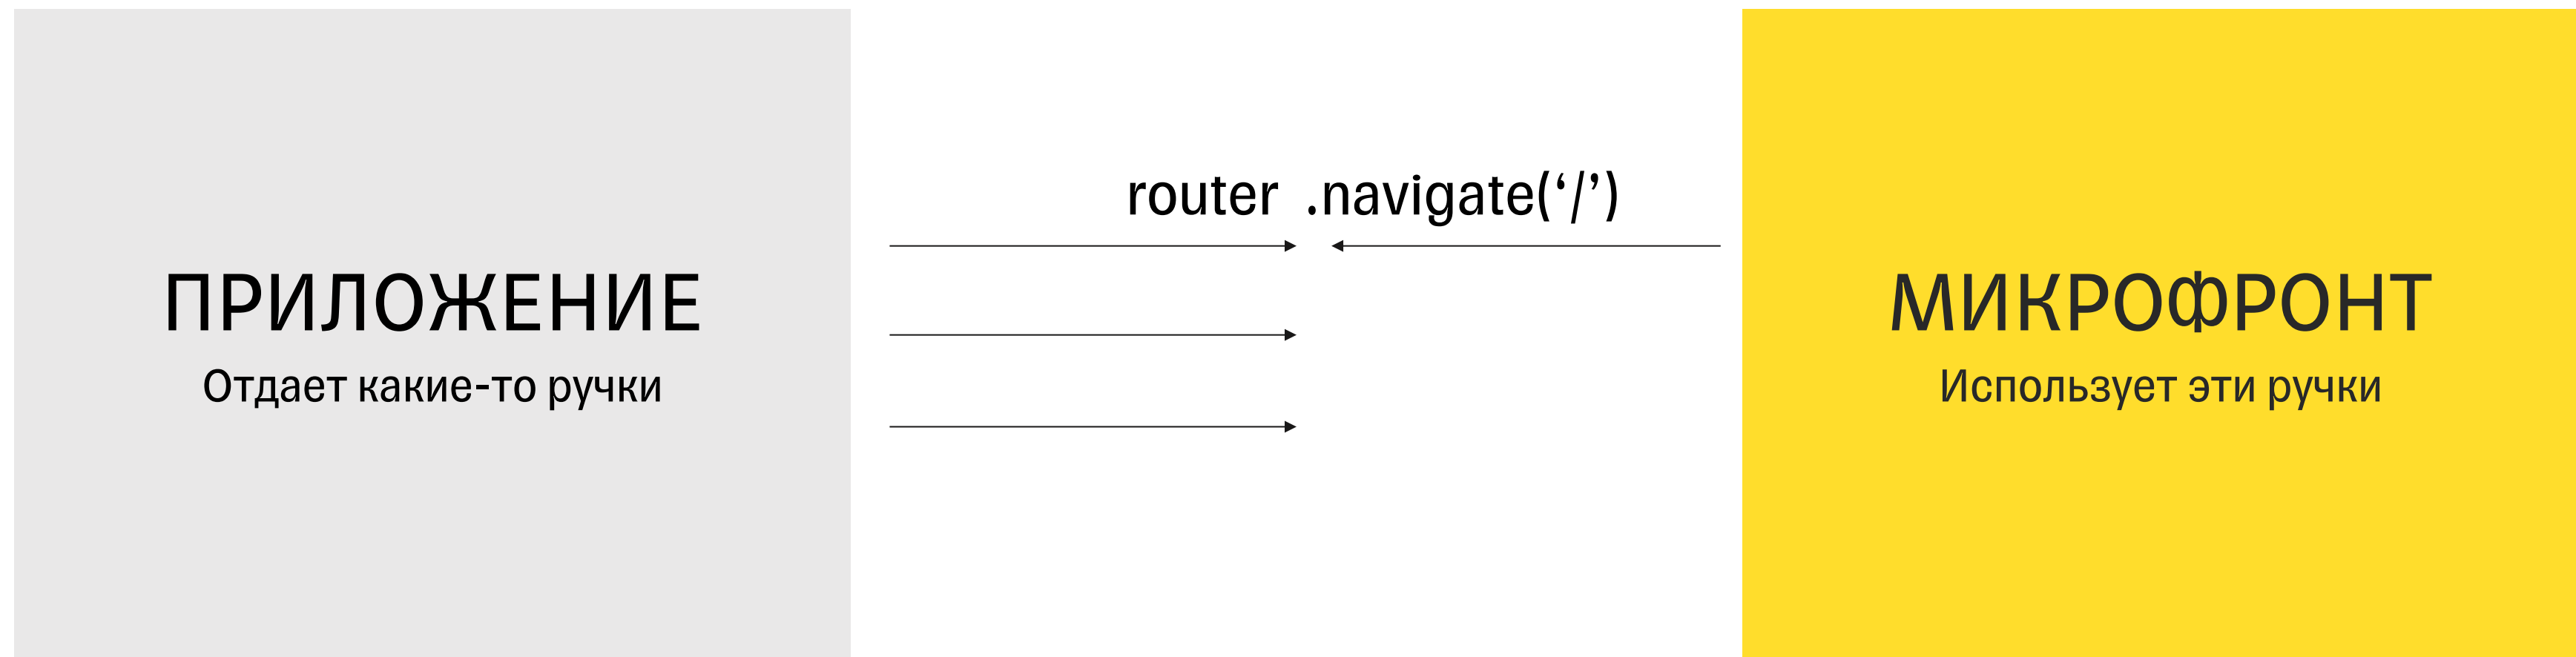 router .navigate(‘/’)
ПРИЛОЖЕНИЕ
Отдает какие-то ручки
МИКРОФРОНТ
Использует эти ручки